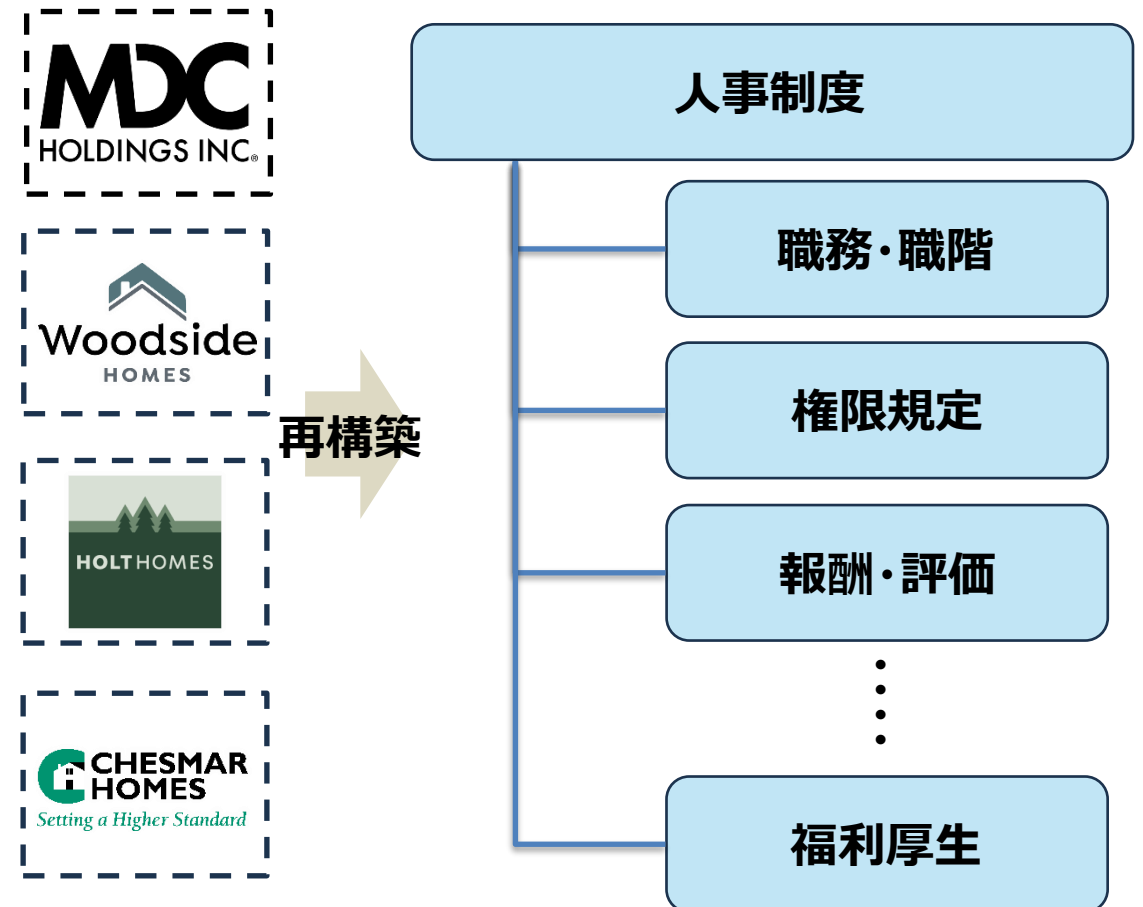 MDC
HOLDINGS INC.®
Woodside
HOMES
HOLTHOMES
CHESMAR
HOMES
Setting a Higher Standard
再構築
人事制度
職務・職階
権限規定
報酬・評価
福利厚生